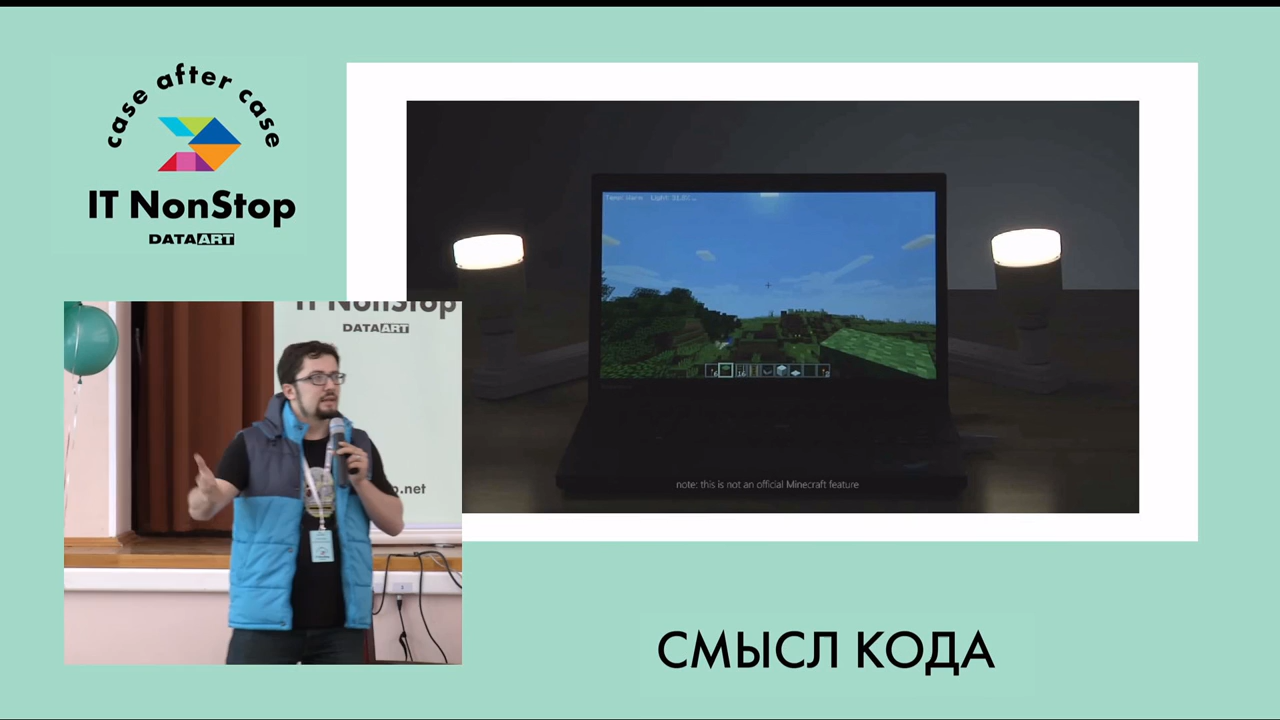 case after case
IT NonStop
DATAART
IT NonStop
DATAART
.net
note: this is not an official Minecraft feature
СМЫСЛ КОДА